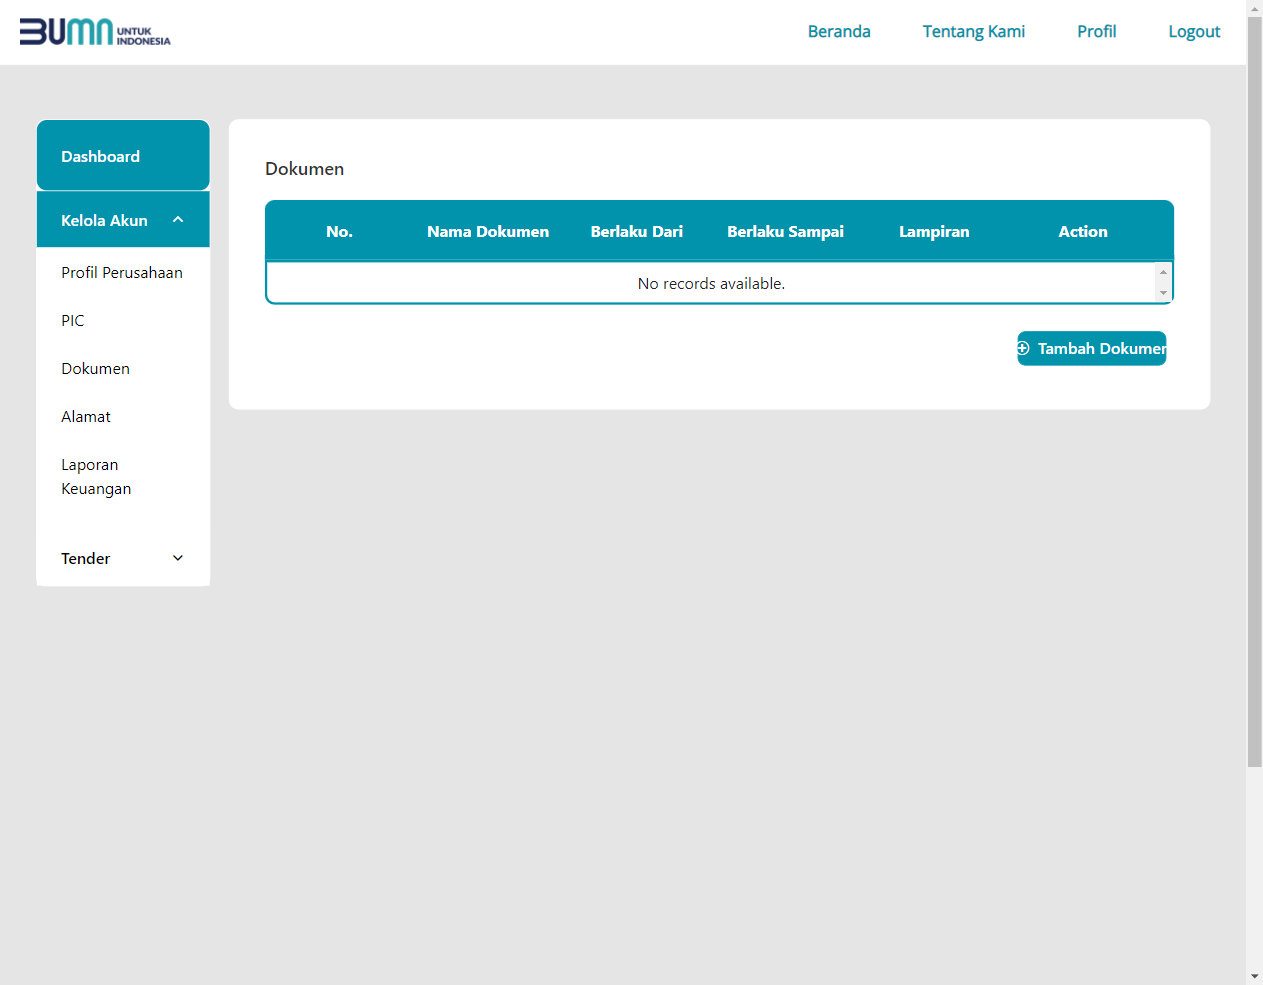 BUMN UNTUK INDONESIA
Beranda Tentang Kami Profil Logout
Dashboard
Kelola Akun
Profil Perusahaan
PIC
Dokumen
Alamat
Laporan
Keuangan
Tender
Dokumen
No. Nama Dokumen Berlaku Dari Berlaku Sampai Lampiran Action
No records available.
Tambah Dokumen